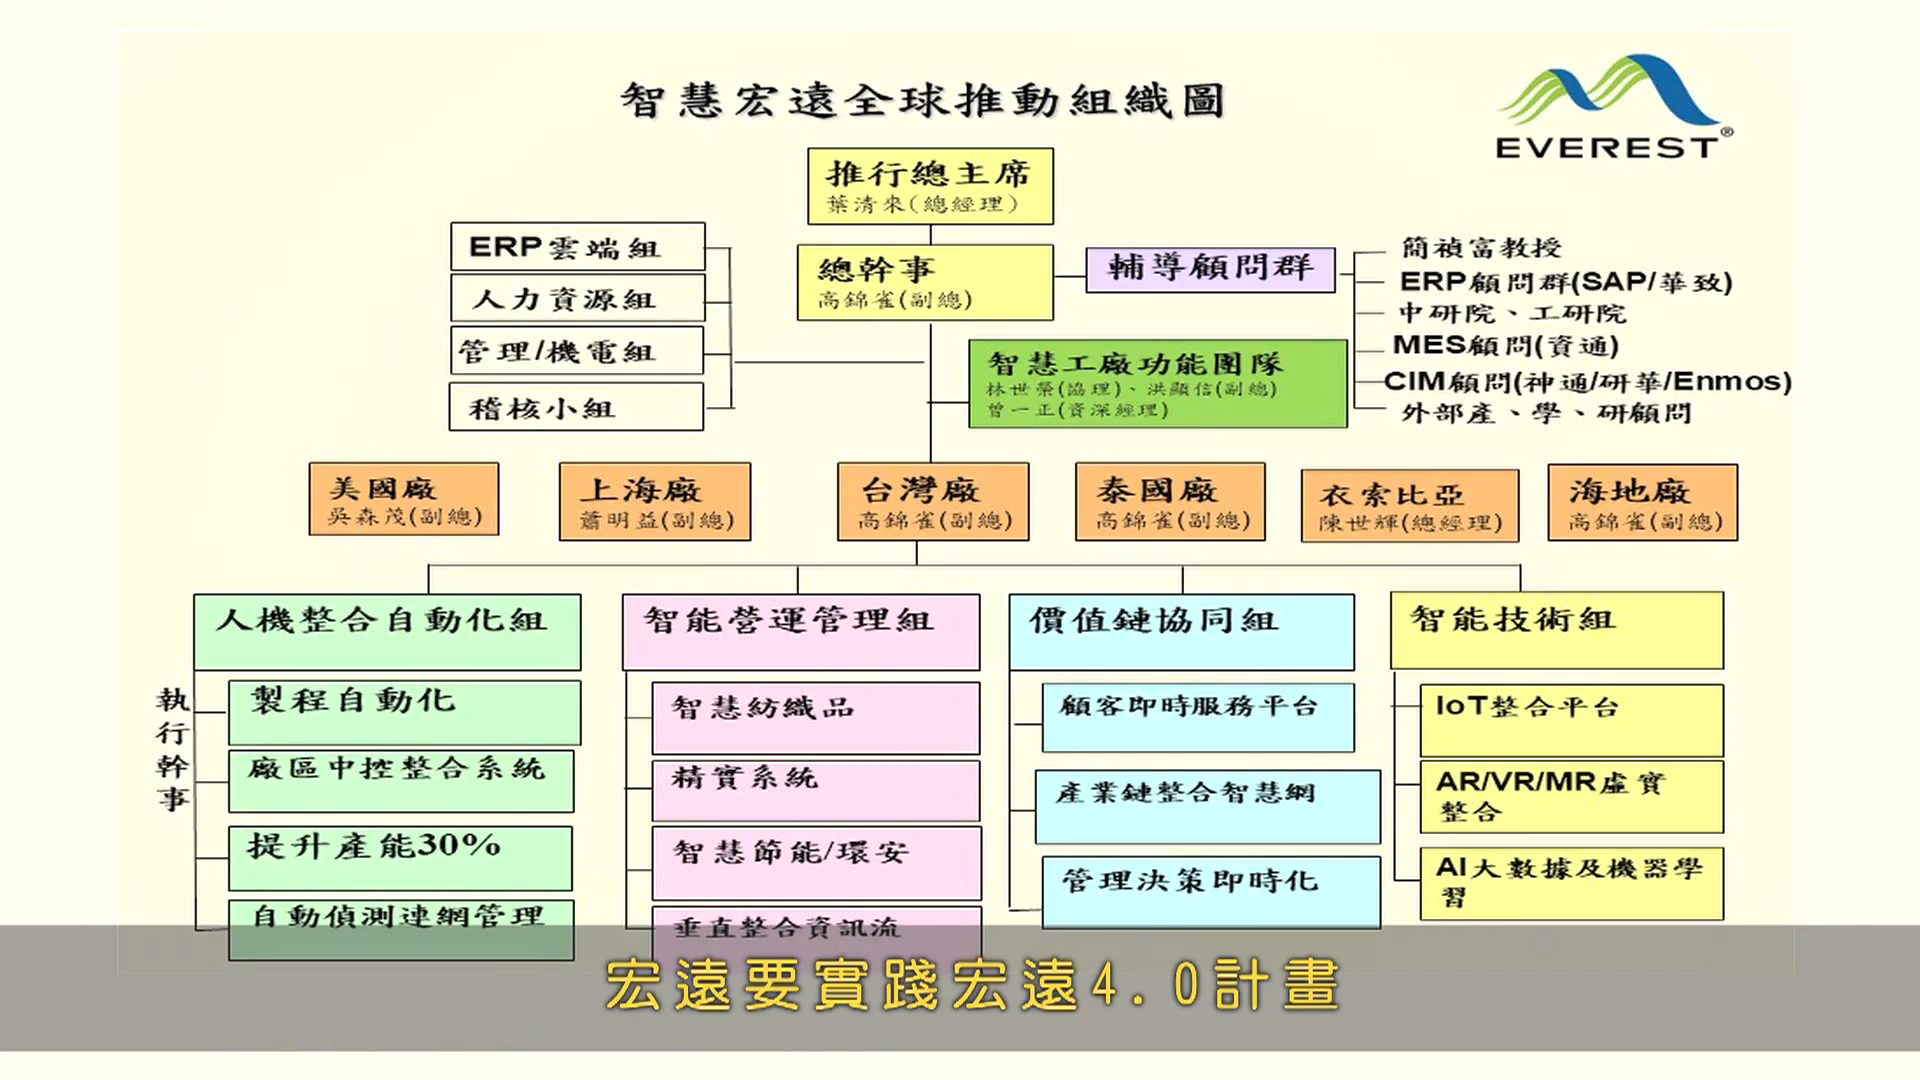 智慧宏遠全球推動組織圖
EVEREST®
推行總主席
葉清來(總經理)
總幹事
高錦雀(副總)
ERP雲端組
人力資源組
管理/機電組
稽核小組
輔導顧問群
簡禎富教授
ERP顧問群(SAP/華致)
中研院、工研院
MES顧問(資通)
CIM顧問(神通/研華/Enmos)
外部產、學、研顧問
智慧工廠功能團隊
林世榮(協理)、洪顯信(副總)
曾一正(資深經理)
美國廠
吳森茂(副總)
上海廠
蕭明益(副總)
台灣廠
高錦雀(副總)
泰國廠
高錦雀(副總)
衣索比亞
陳世輝(總經理)
海地廠
高錦雀(副總)
執行幹事
人機整合自動化組
製程自動化
廠區中控整合系統
提升產能30%
自動偵測連網管理
智能營運管理組
智慧紡織品
精實系統
智慧節能/環安
垂直整合資訊流
價值鏈協同組
顧客即時服務平台
產業鏈整合智慧網
管理決策即時化
智能技術組
IoT整合平台
AR/VR/MR虛實
整合
AI大數據及機器學
習
宏遠要實踐宏遠4.0計畫